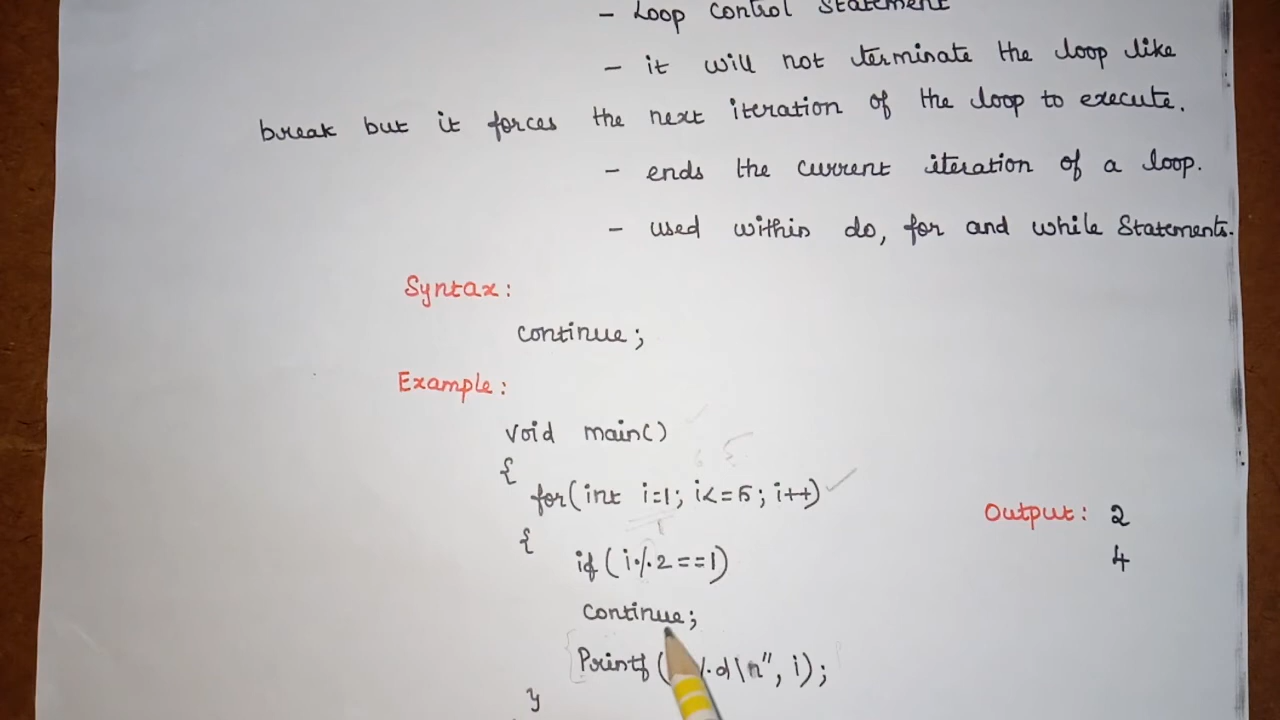 - Loop control statement
- it will not terminate the loop like
break but it forces the next iteration of the loop to execute.
- ends the current iteration of a loop.
- used within do, for and while Statements.
Syntax:
continue;
Example:
void main()
{
for(int i=1; i<=5; i++)
{
if(i%2==1)
continue;
Printf( %d\n", i);
}
Output: 2
4